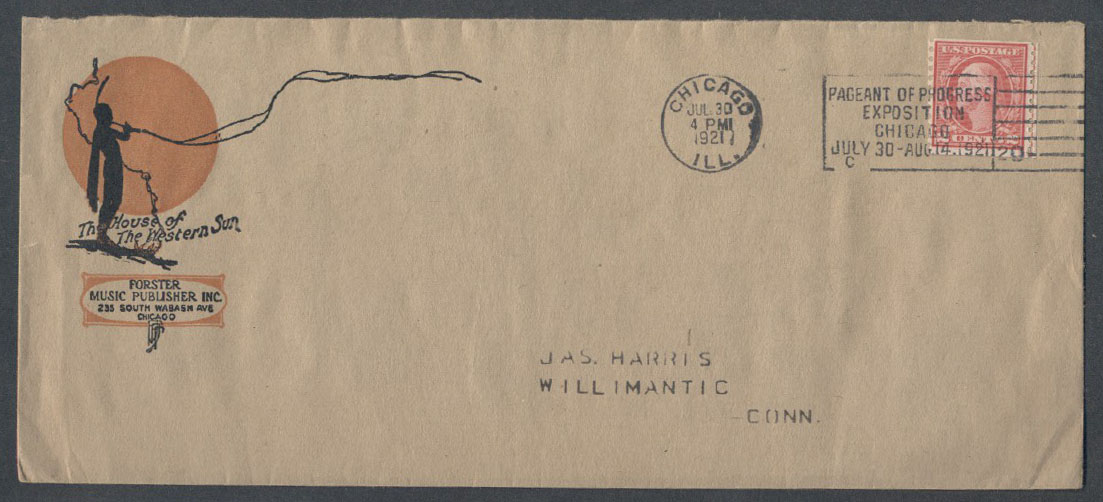 The House of
The Western Sun
FORSTER
MUSIC PUBLISHER INC.
235 SOUTH WABASH AVE
CHICAGO
CHICAGO
JUL 30
4 PM
1921
ILL.
U.S. POSTAGE
PAGEANT OF PROGRESS
EXPOSITION
CHICAGO
JULY 30-AUG.14.1921
C
JAS. HARRIS
WILLIMANTIC
-CONN.